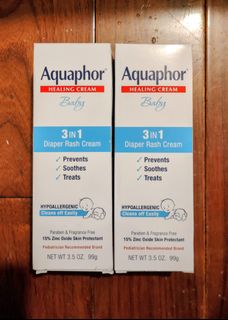 Aquaphor
HEALING CREAM
Baby
3 IN 1
Diaper Rash Cream
✓ Prevents
✓ Soothes
✓ Treats
HYPOALLERGENIC
Cleans off Easily
Paraben & Fragrance Free
15% Zinc Oxide Skin Protectant
Pediatrician Recommended Brand
NET WT 3.5 OZ. 99g
Aquaphor
HEALING CREAM
Baby
3 IN 1
Diaper Rash Cream
✓ Prevents
✓ Soothes
✓ Treats
HYPOALLERGENIC
Cleans off Easily
Paraben & Fragrance Free
15% Zinc Oxide Skin Protectant
Pediatrician Recommended Brand
NET WT 3.5 OZ. 99g